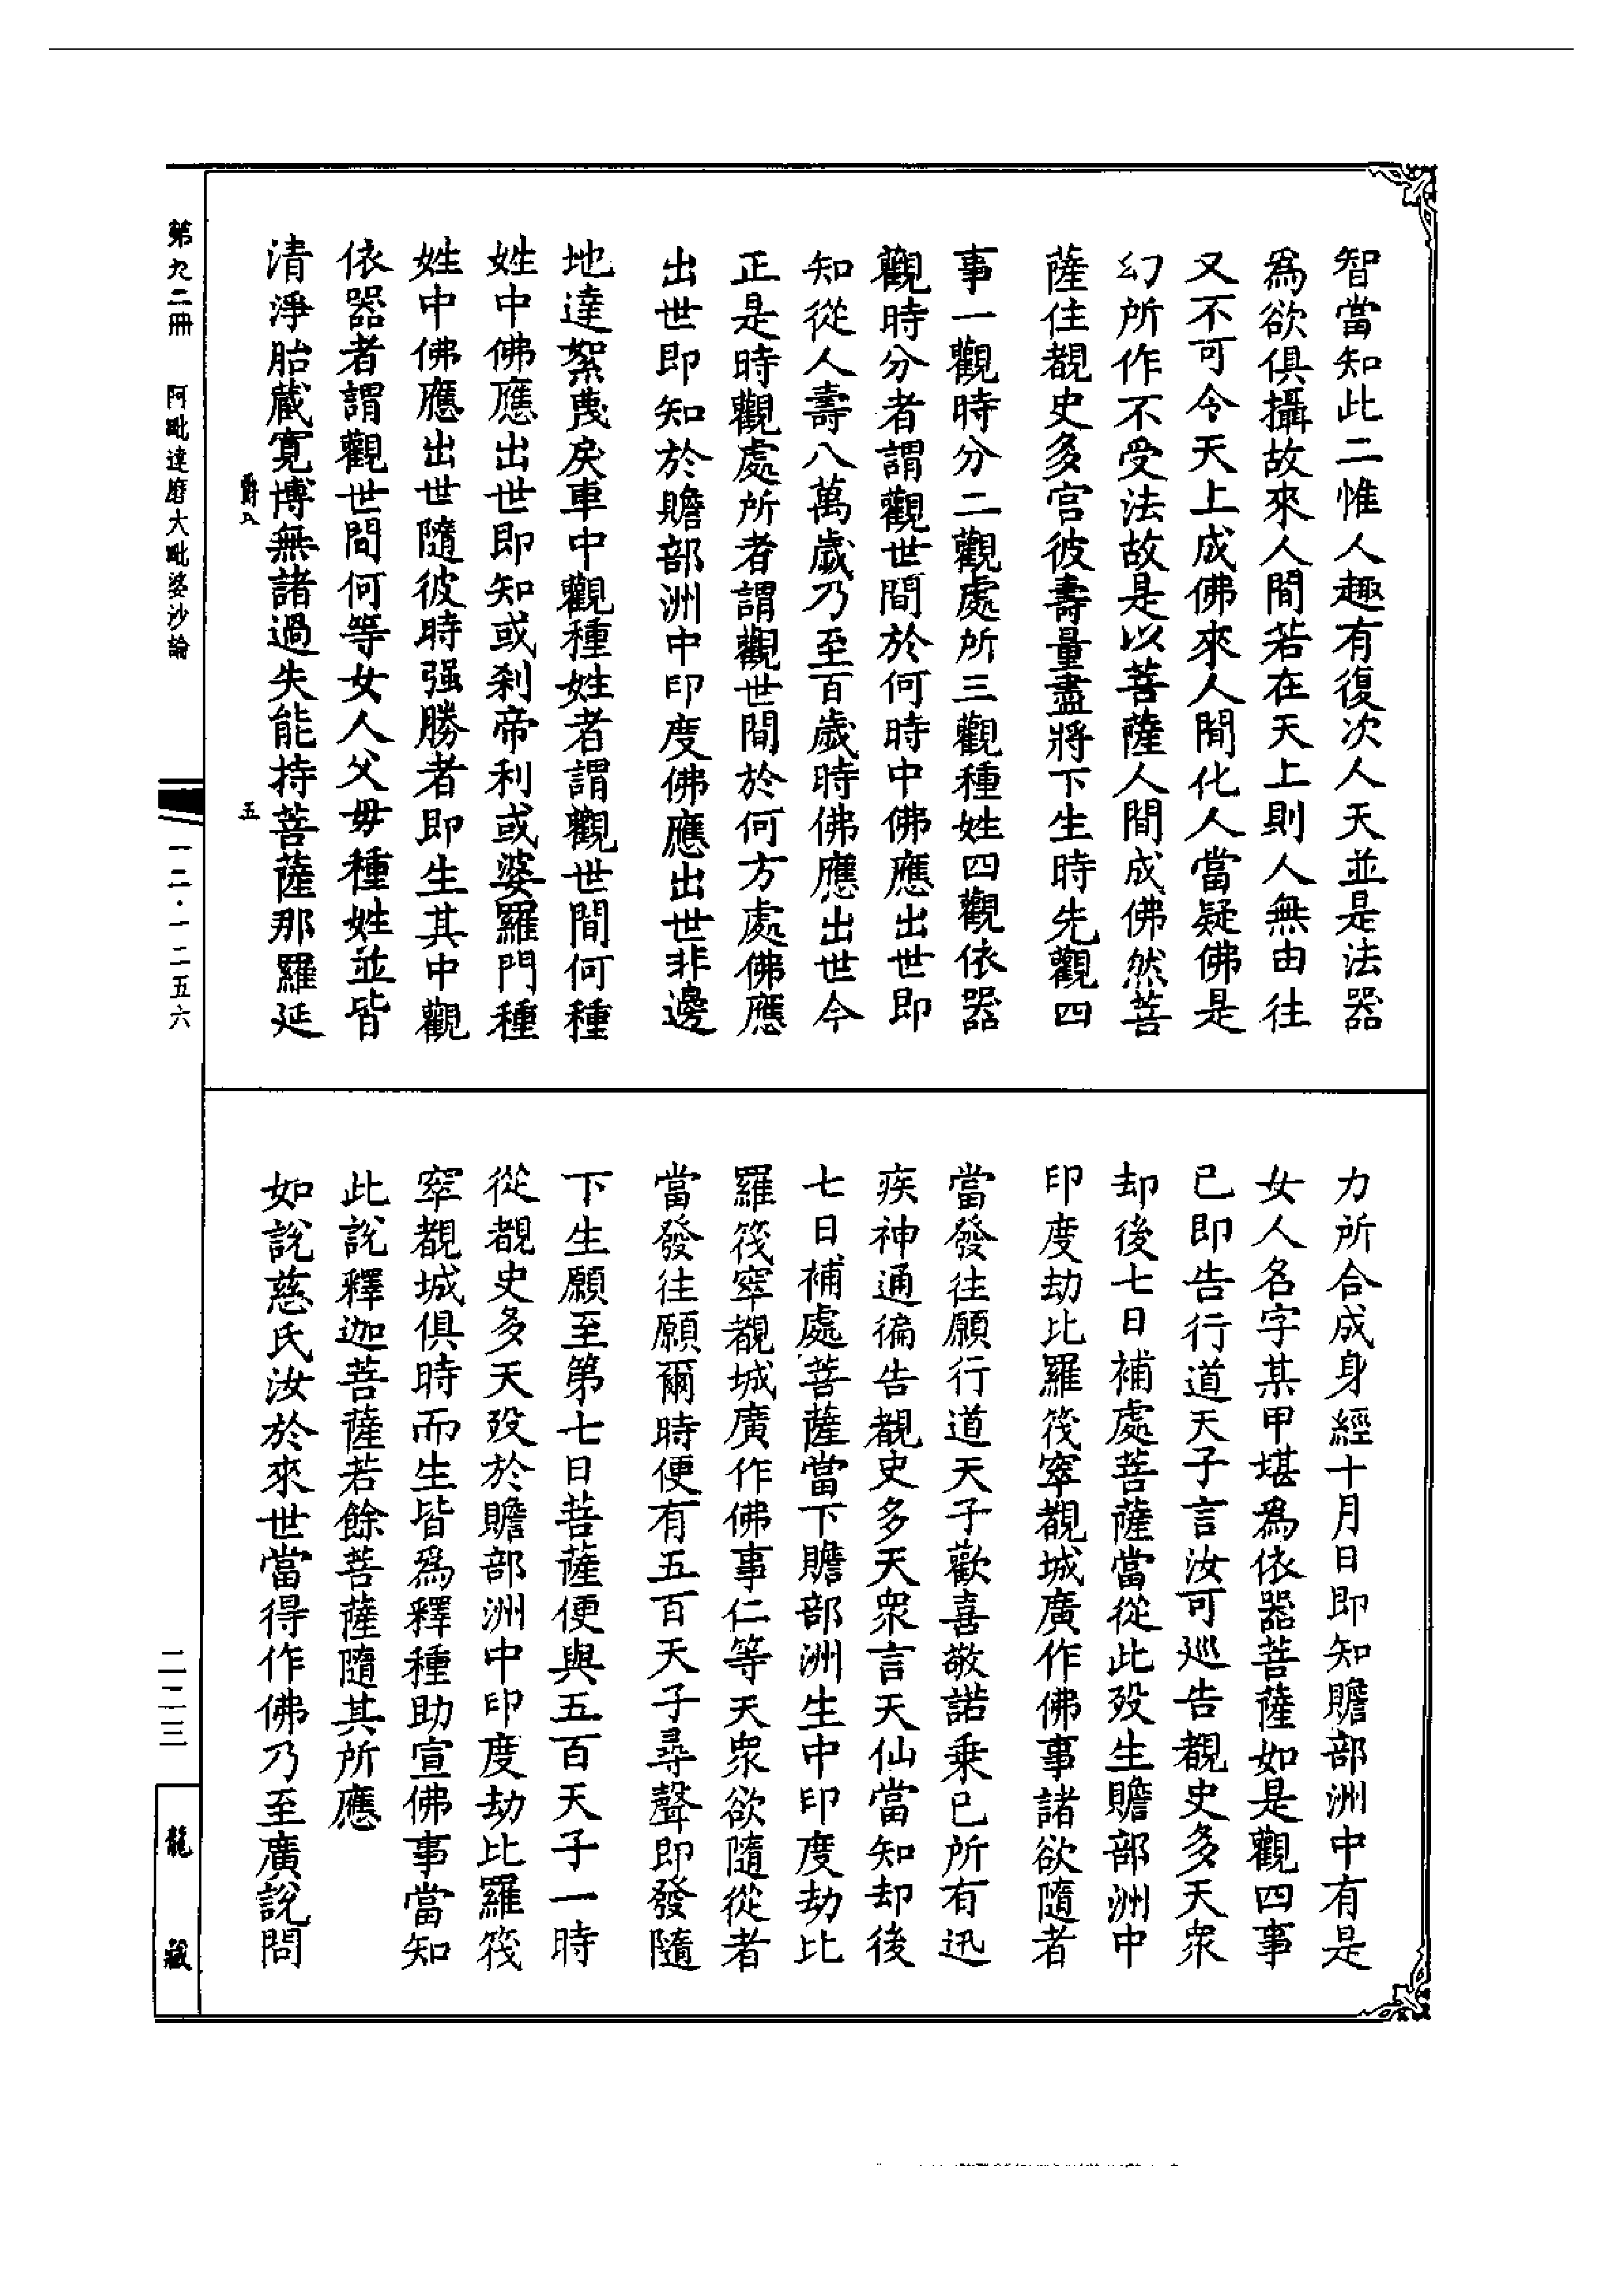 智當知此二惟人趣有復次人天並是法器
爲欲俱攝故來人間若在天上則人無由往
又不可令天上成佛來人間化人當疑佛是
幻所作不受法故是以菩薩人間成佛然菩
薩住覩史多宮彼壽量盡將下生時先觀四
事一觀時分二觀處所三觀種姓四觀依器
觀時分者謂觀世間於何時中佛應出世即
知從人壽八萬歲乃至百歲時佛應出世今
正是時觀處所者謂觀世間於何方處佛應
出世即知於贍部洲中印度佛應出世非邊
地達絮蔑戾車中觀種姓者謂觀世間何種
姓中佛應出世即知或刹帝利或婆羅門種
姓中佛應出世隨彼時强勝者即生其中觀
依器者謂觀世間何等女人父母種姓並皆
清淨胎藏寬博無諸過失能持菩薩那羅延
爵八 五
力所合成身經十月日即知贍部洲中有是
女人名字某甲堪爲依器菩薩如是觀四事
已即告行道天子言汝可巡告覩史多天衆
却後七日補處菩薩當從此歿生贍部洲中
印度劫比羅筏窣覩城廣作佛事諸欲隨者
當發往願行道天子歡喜敬諾乘已所有迅
疾神通徧告覩史多天衆言天仙當知却後
七日補處菩薩當下贍部洲生中印度劫比
羅筏窣覩城廣作佛事仁等天衆欲隨從者
當發往願爾時便有五百天子尋聲即發隨
下生願至第七日菩薩便與五百天子一時
從覩史多天歿於贍部洲中印度劫比羅筏
窣覩城俱時而生皆爲釋種助宣佛事當知
此說釋迦菩薩若餘菩薩隨其所應
如說慈氏汝於來世當得作佛乃至廣說問
第九二冊 阿毗達磨大毗婆沙論
一二·一二五六
二二三
龍藏